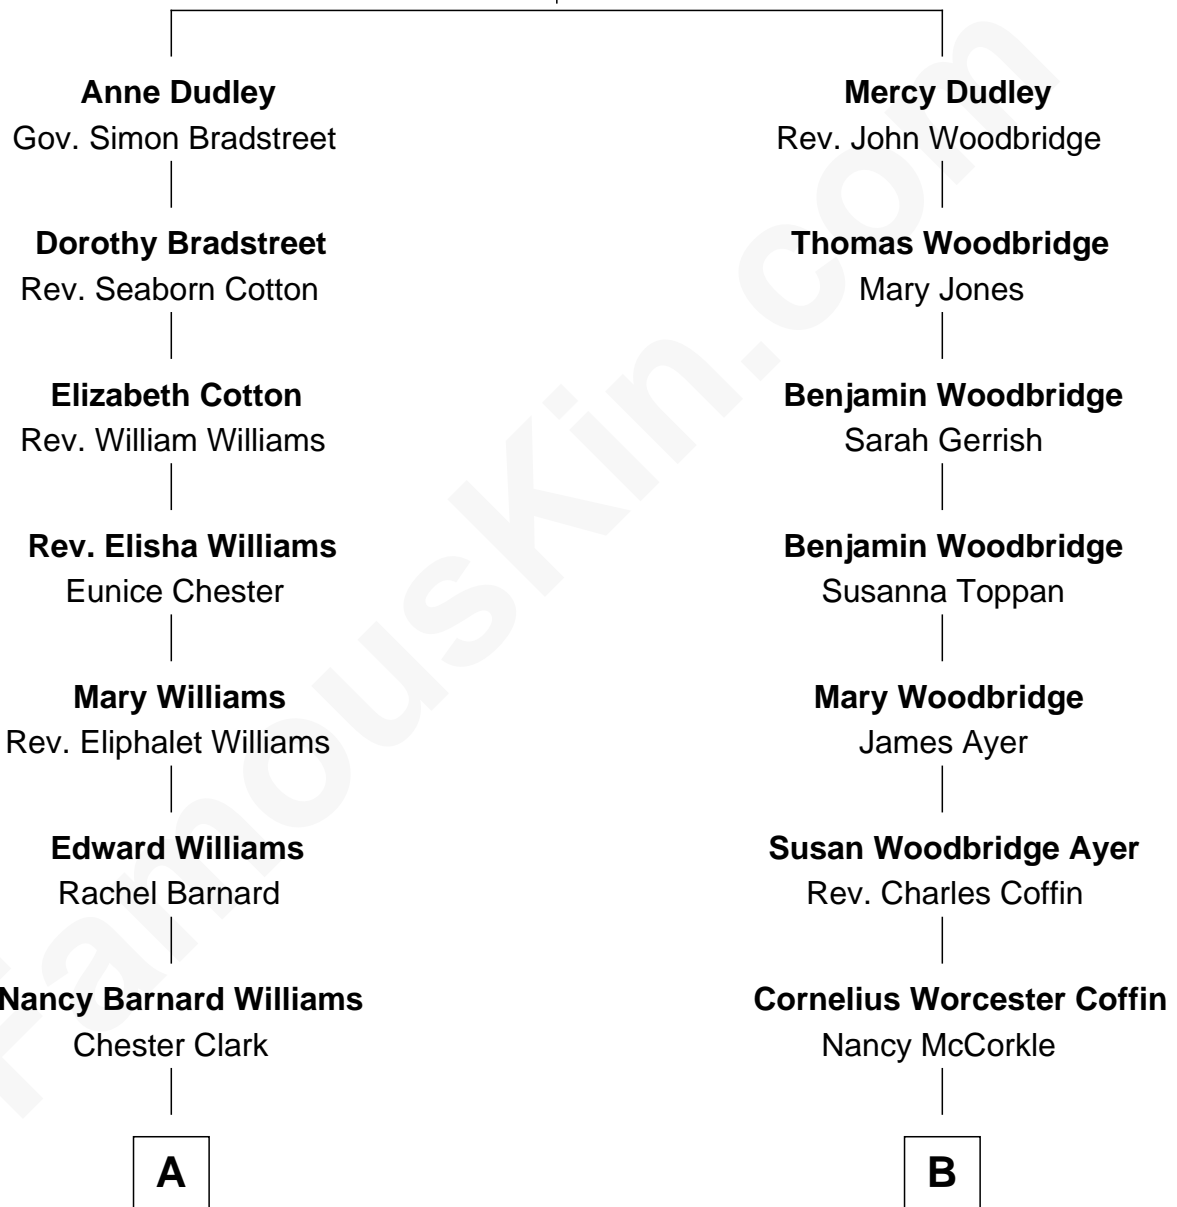 Anne Dudley
Gov. Simon Bradstreet
Mercy Dudley
Rev. John Woodbridge
Dorothy Bradstreet
Rev. Seaborn Cotton
Thomas Woodbridge
Mary Jones
Elizabeth Cotton
Rev. William Williams
Benjamin Woodbridge
Sarah Gerrish
Rev. Elisha Williams
Eunice Chester
Benjamin Woodbridge
Susanna Toppan
Mary Williams
Rev. Eliphalet Williams
Mary Woodbridge
James Ayer
Edward Williams
Rachel Barnard
Susan Woodbridge Ayer
Rev. Charles Coffin
Nancy Barnard Williams
Chester Clark
Cornelius Worcester Coffin
Nancy McCorkle
A
B
FamousKin.com